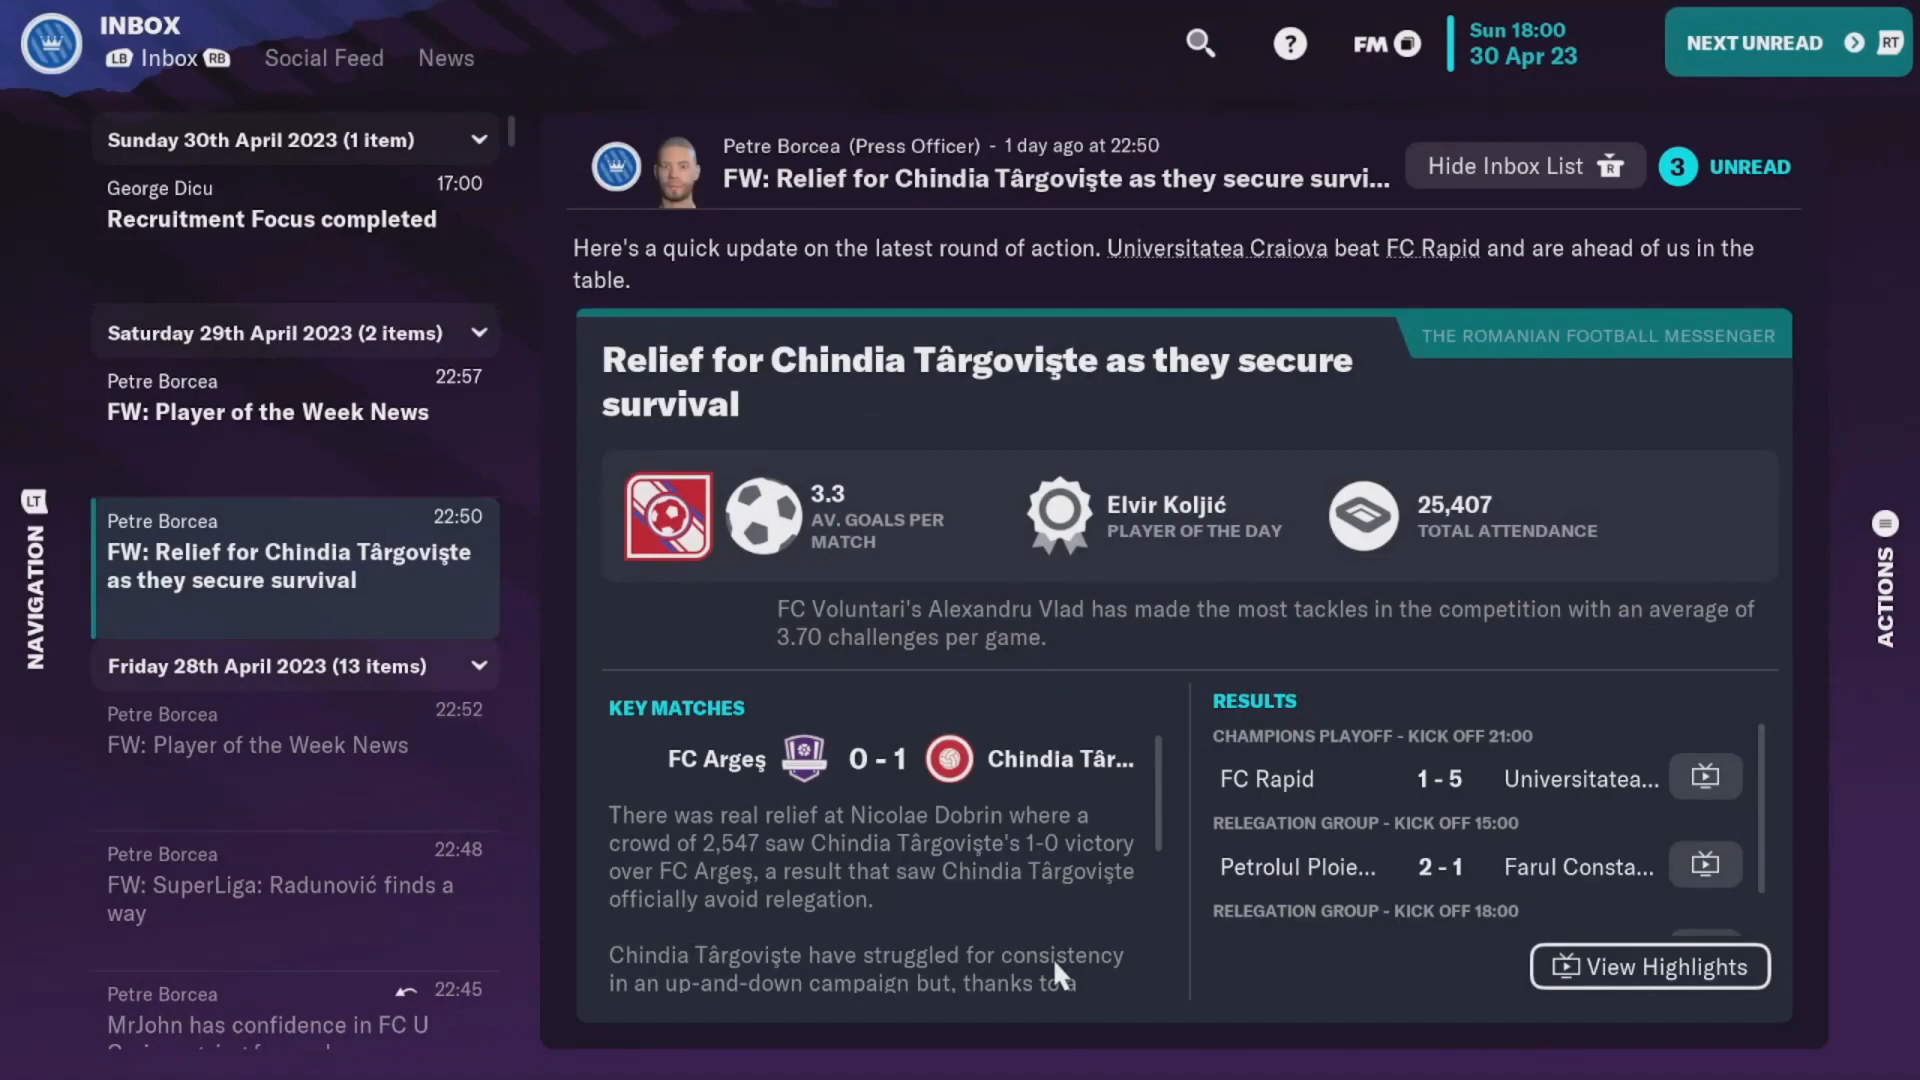 INBOX
LB Inbox RB Social Feed News
? FM Sun 18:00
30 Apr 23
NEXT UNREAD RT
Sunday 30th April 2023 (1 item)
George Dicu 17:00
Recruitment Focus completed
Saturday 29th April 2023 (2 items)
Petre Borcea 22:57
FW: Player of the Week News
Petre Borcea 22:50
FW: Relief for Chindia Târgovişte
as they secure survival
Friday 28th April 2023 (13 items)
Petre Borcea 22:52
FW: Player of the Week News
Petre Borcea 22:48
FW: SuperLiga: Radunović finds a
way
Petre Borcea 22:45
MrJohn has confidence in FC U
LT NAVIGATION
Petre Borcea (Press Officer) - 1 day ago at 22:50
FW: Relief for Chindia Târgovişte as they secure survi...
Hide Inbox List R 3 UNREAD
Here's a quick update on the latest round of action. Universitatea Craiova beat FC Rapid and are ahead of us in the
table.
THE ROMANIAN FOOTBALL MESSENGER
Relief for Chindia Târgovişte as they secure
survival
3.3
AV. GOALS PER
MATCH
Elvir Koljić
PLAYER OF THE DAY
25,407
TOTAL ATTENDANCE
FC Voluntari's Alexandru Vlad has made the most tackles in the competition with an average of
3.70 challenges per game.
KEY MATCHES
FC Argeş 0 - 1 Chindia Târ...
There was real relief at Nicolae Dobrin where a
crowd of 2,547 saw Chindia Târgovişte's 1-0 victory
over FC Argeş, a result that saw Chindia Târgovişte
officially avoid relegation.
Chindia Târgovişte have struggled for consistency
in an up-and-down campaign but, thanks to a
RESULTS
CHAMPIONS PLAYOFF - KICK OFF 21:00
FC Rapid 1 - 5 Universitatea...
RELEGATION GROUP - KICK OFF 15:00
Petrolul Ploie... 2 - 1 Farul Consta...
RELEGATION GROUP - KICK OFF 18:00
View Highlights
ACTIONS